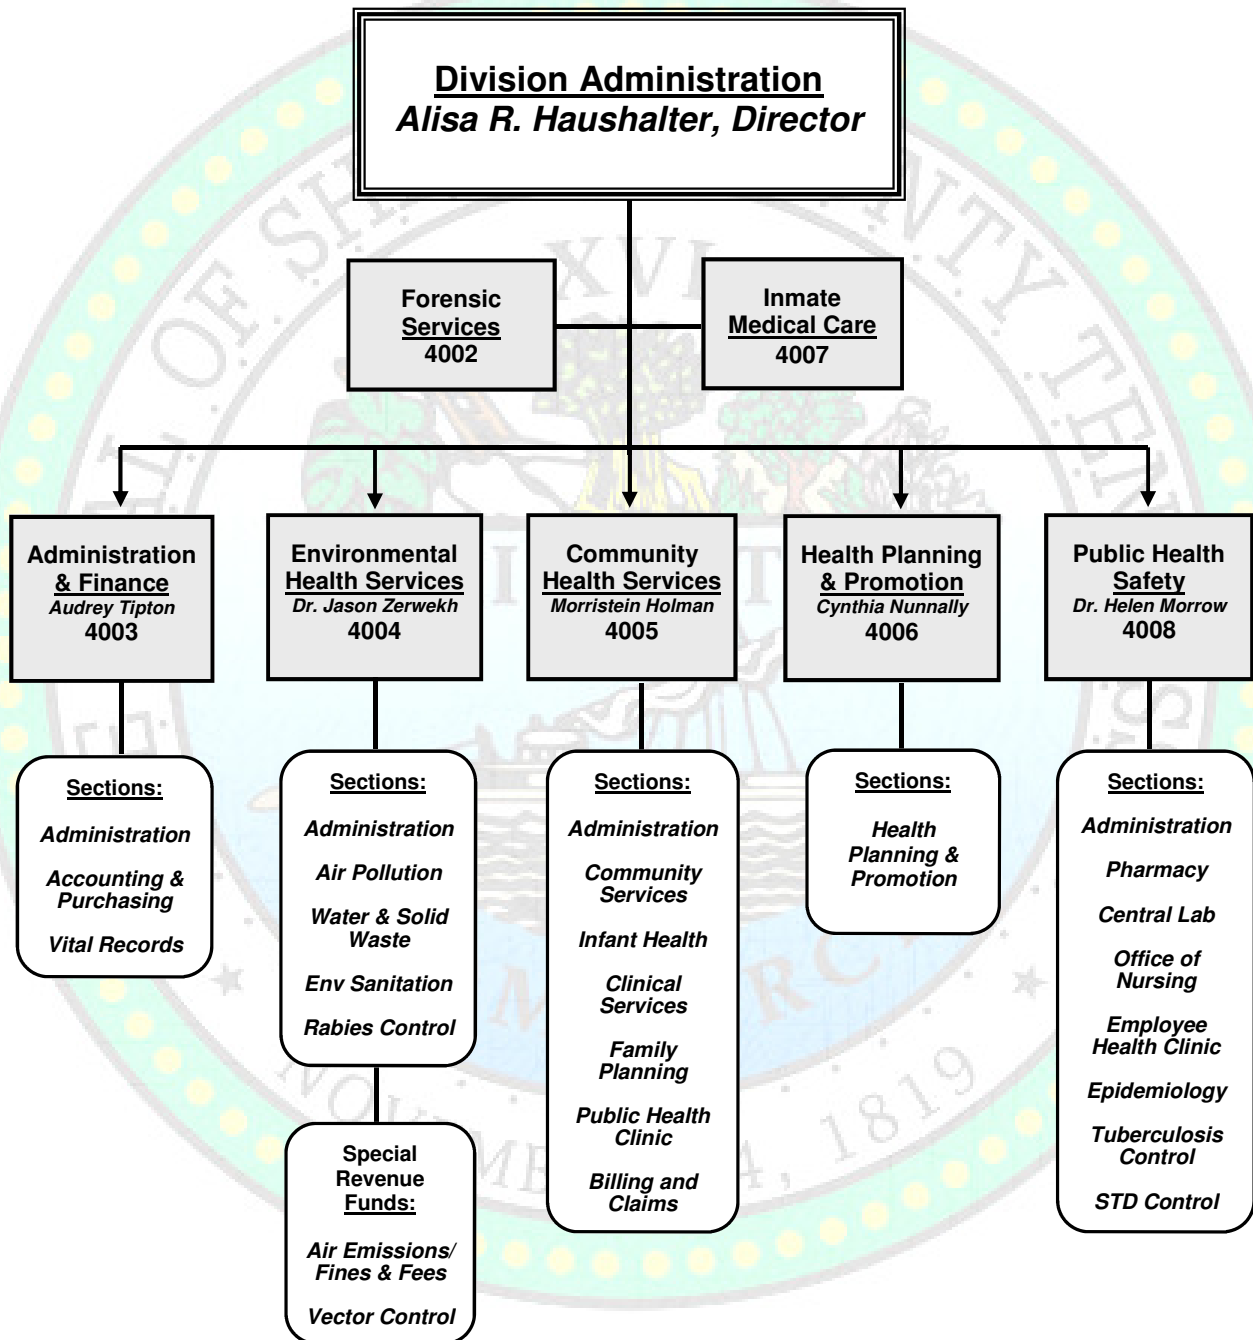 Division Administration
Alisa R. Haushalter, Director
Forensic
Services
4002
Inmate
Medical Care
4007
Administration
& Finance
Audrey Tipton
4003
Environmental
Health Services
Dr. Jason Zerwekh
4004
Community
Health Services
Morristein Holman
4005
Health Planning
& Promotion
Cynthia Nunnally
4006
Public Health
Safety
Dr. Helen Morrow
4008
Sections:
Administration
Accounting &
Purchasing
Vital Records
Sections:
Administration
Air Pollution
Water & Solid
Waste
Env Sanitation
Rabies Control
Special
Revenue
Funds:
Air Emissions/
Fines & Fees
Vector Control
Sections:
Administration
Community
Services
Infant Health
Clinical
Services
Family
Planning
Public Health
Clinic
Billing and
Claims
Sections:
Health
Planning &
Promotion
Sections:
Administration
Pharmacy
Central Lab
Office of
Nursing
Employee
Health Clinic
Epidemiology
Tuberculosis
Control
STD Control
XVI
1819